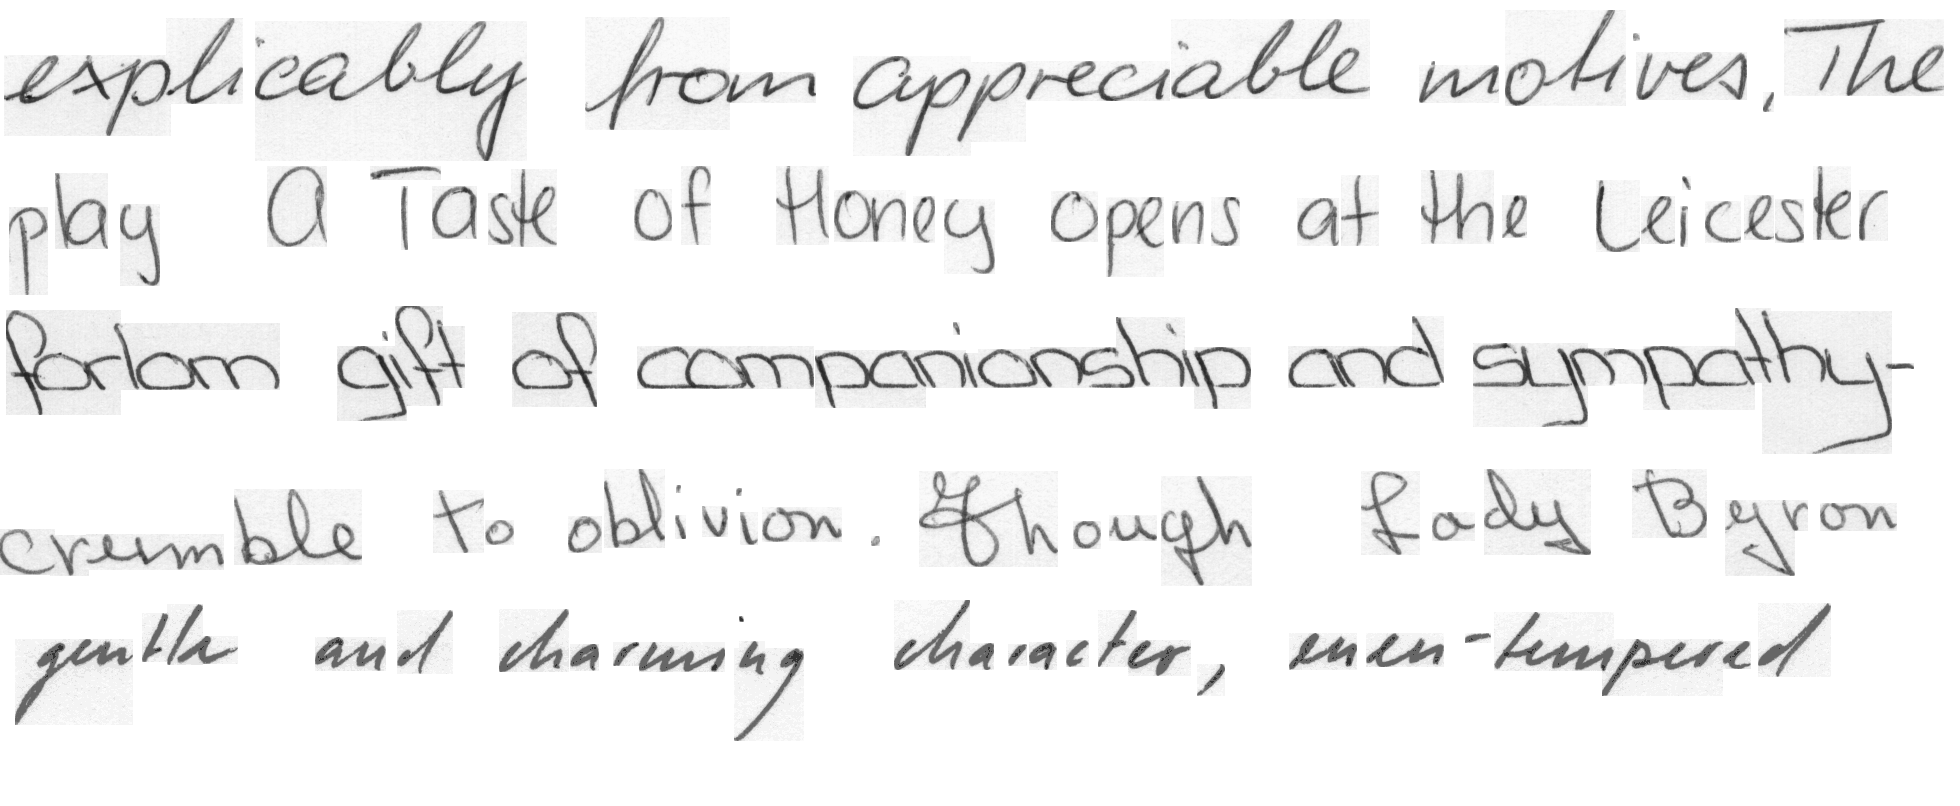 explicably from appreciable motives. The
play A Taste of Honey opens at the Leicester
forlorn gift of companionship and sympathy-
crumble to oblivion. Though Lady Byron
gentle and charming character, even-tempered